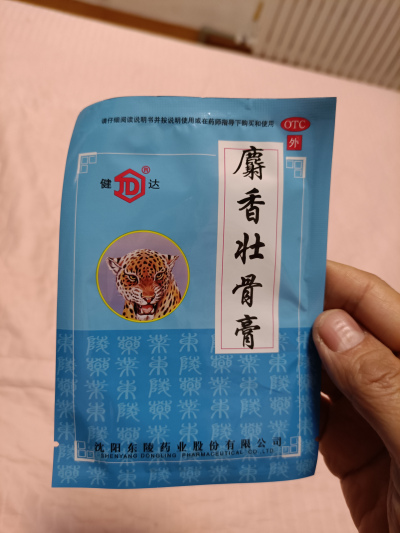 请仔细阅读说明书并按说明使用或在药师指导下购买和使用
OTC
外
健JD®达
麝香壮骨膏
沈阳东陵药业股份有限公司
SHENYANG DONGLING PHARMACEUTICAL CO.,LTD.